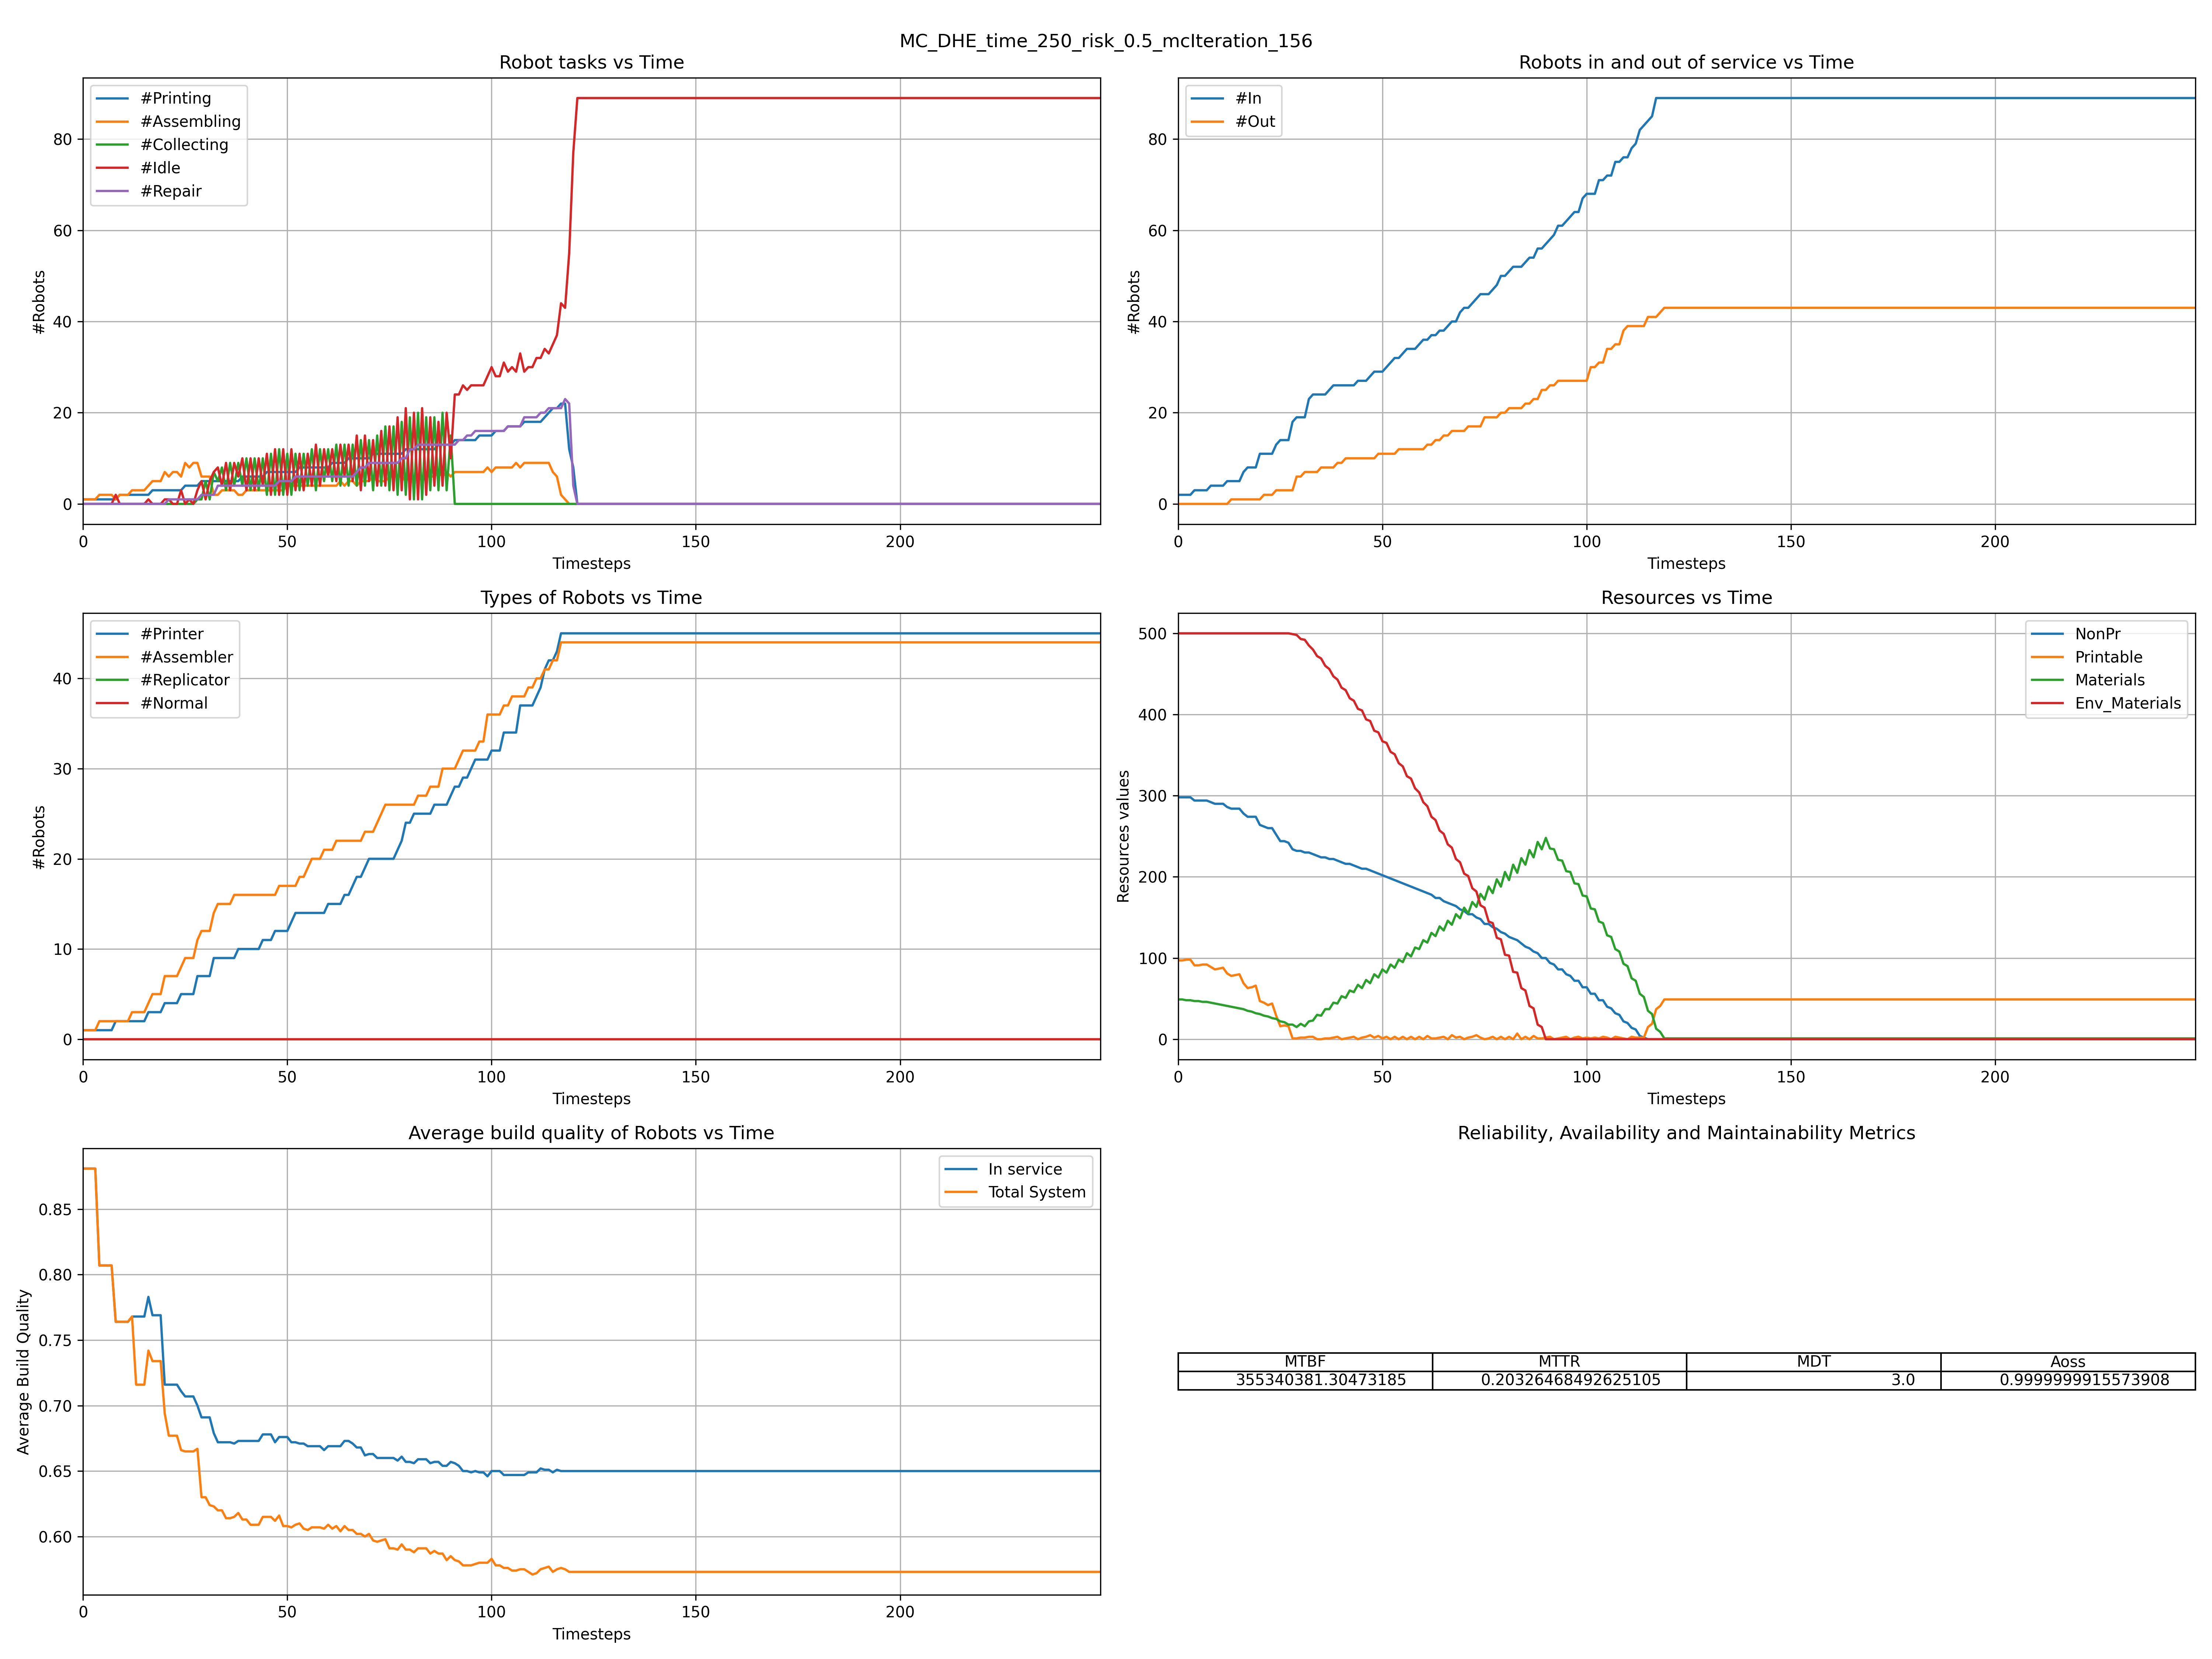 MC_DHE_time_250_risk_0.5_mcIteration_156
Robot tasks vs Time
#Printing
#Assembling
#Collecting
#Idle
#Repair
80
60
40
20
0
#Robots
0 50 100 150 200
Timesteps
Robots in and out of service vs Time
#In
#Out
80
60
40
20
0
#Robots
0 50 100 150 200
Timesteps
Types of Robots vs Time
#Printer
#Assembler
#Replicator
#Normal
40
30
20
10
0
#Robots
0 50 100 150 200
Timesteps
Resources vs Time
NonPr
Printable
Materials
Env_Materials
500
400
300
200
100
0
Resources values
0 50 100 150 200
Timesteps
Average build quality of Robots vs Time
In service
Total System
0.85
0.80
0.75
0.70
0.65
0.60
Average Build Quality
0 50 100 150 200
Timesteps
Reliability, Availability and Maintainability Metrics
MTBF MTTR MDT Aoss
355340381.30473185 0.20326468492625105 3.0 0.9999999915573908